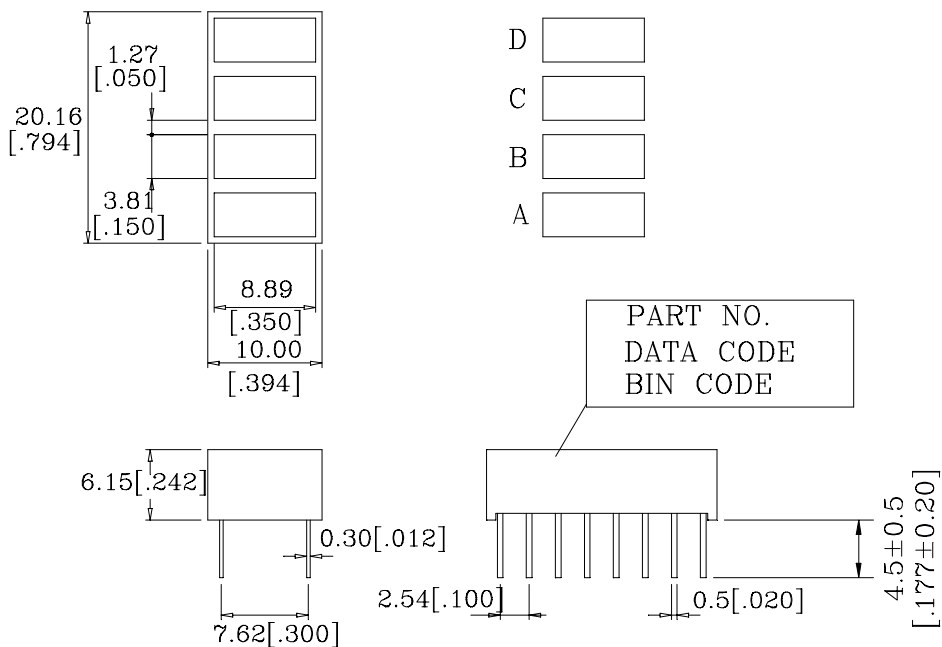 1.27
[.050]
20.16
[.794]
3.81
[.150]
8.89
[.350]
10.00
[.394]
D
C
B
A
PART NO.
DATA CODE
BIN CODE
6.15[.242]
0.30[.012]
7.62[.300]
2.54[.100]
0.5[.020]
4.5±0.5
[.177±0.20]